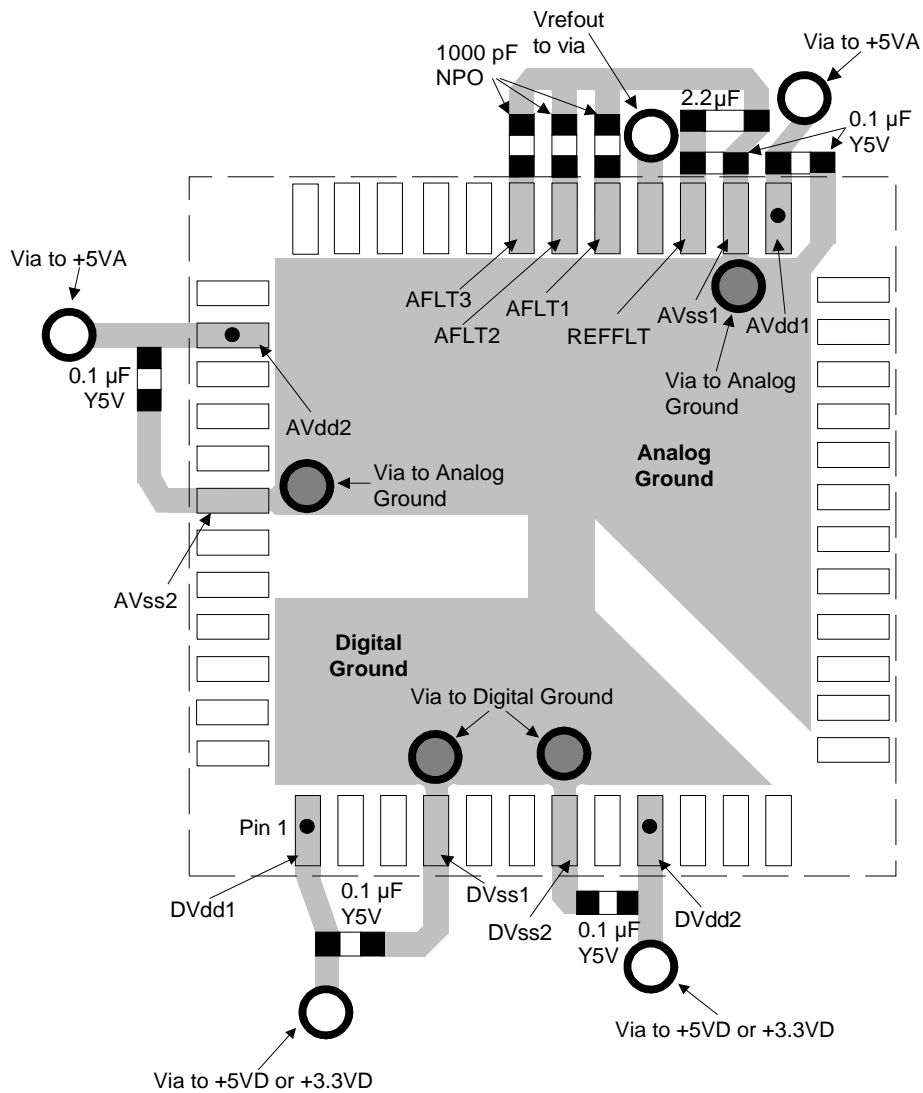 Vrefout
to via
Via to +5VA
1000 pF
NPO
2.2µF
0.1 µF
Y5V
Via to +5VA
AFLT3
AFLT2
AFLT1
REFFLT
AVss1
AVdd1
0.1 µF
Y5V
AVdd2
Via to Analog
Ground
Analog
Ground
Via to Analog
Ground
AVss2
Digital
Ground
Via to Digital Ground
Pin 1
DVdd1
0.1 µF
Y5V
DVss1
DVss2
0.1 µF
Y5V
DVdd2
Via to +5VD or +3.3VD
Via to +5VD or +3.3VD